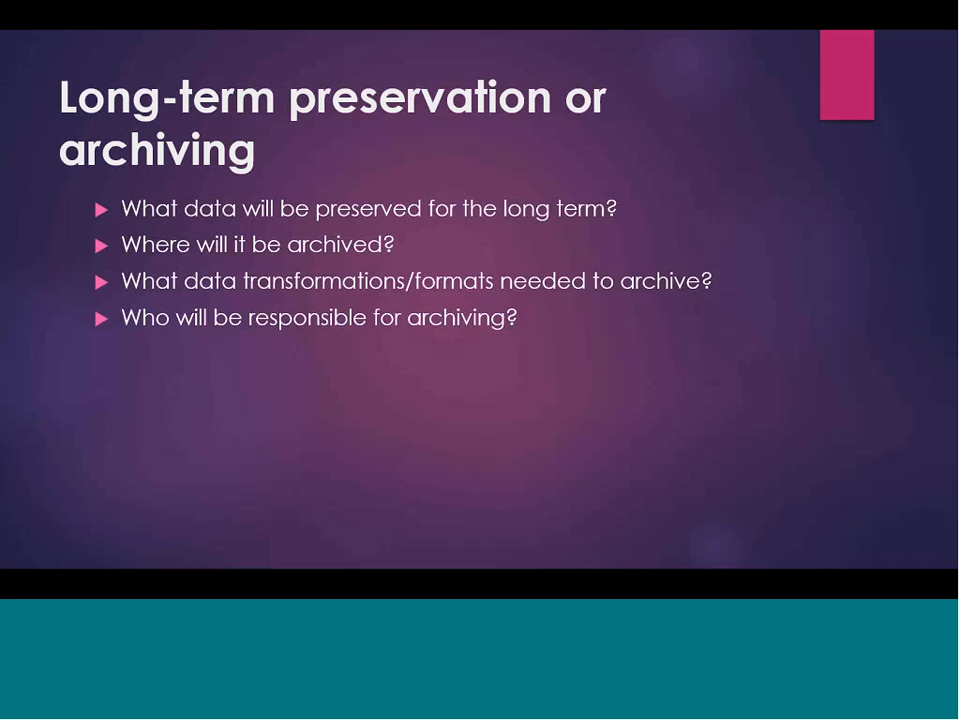 Long-term preservation or
archiving
What data will be preserved for the long term?
Where will it be archived?
What data transformations/formats needed to archive?
Who will be responsible for archiving?